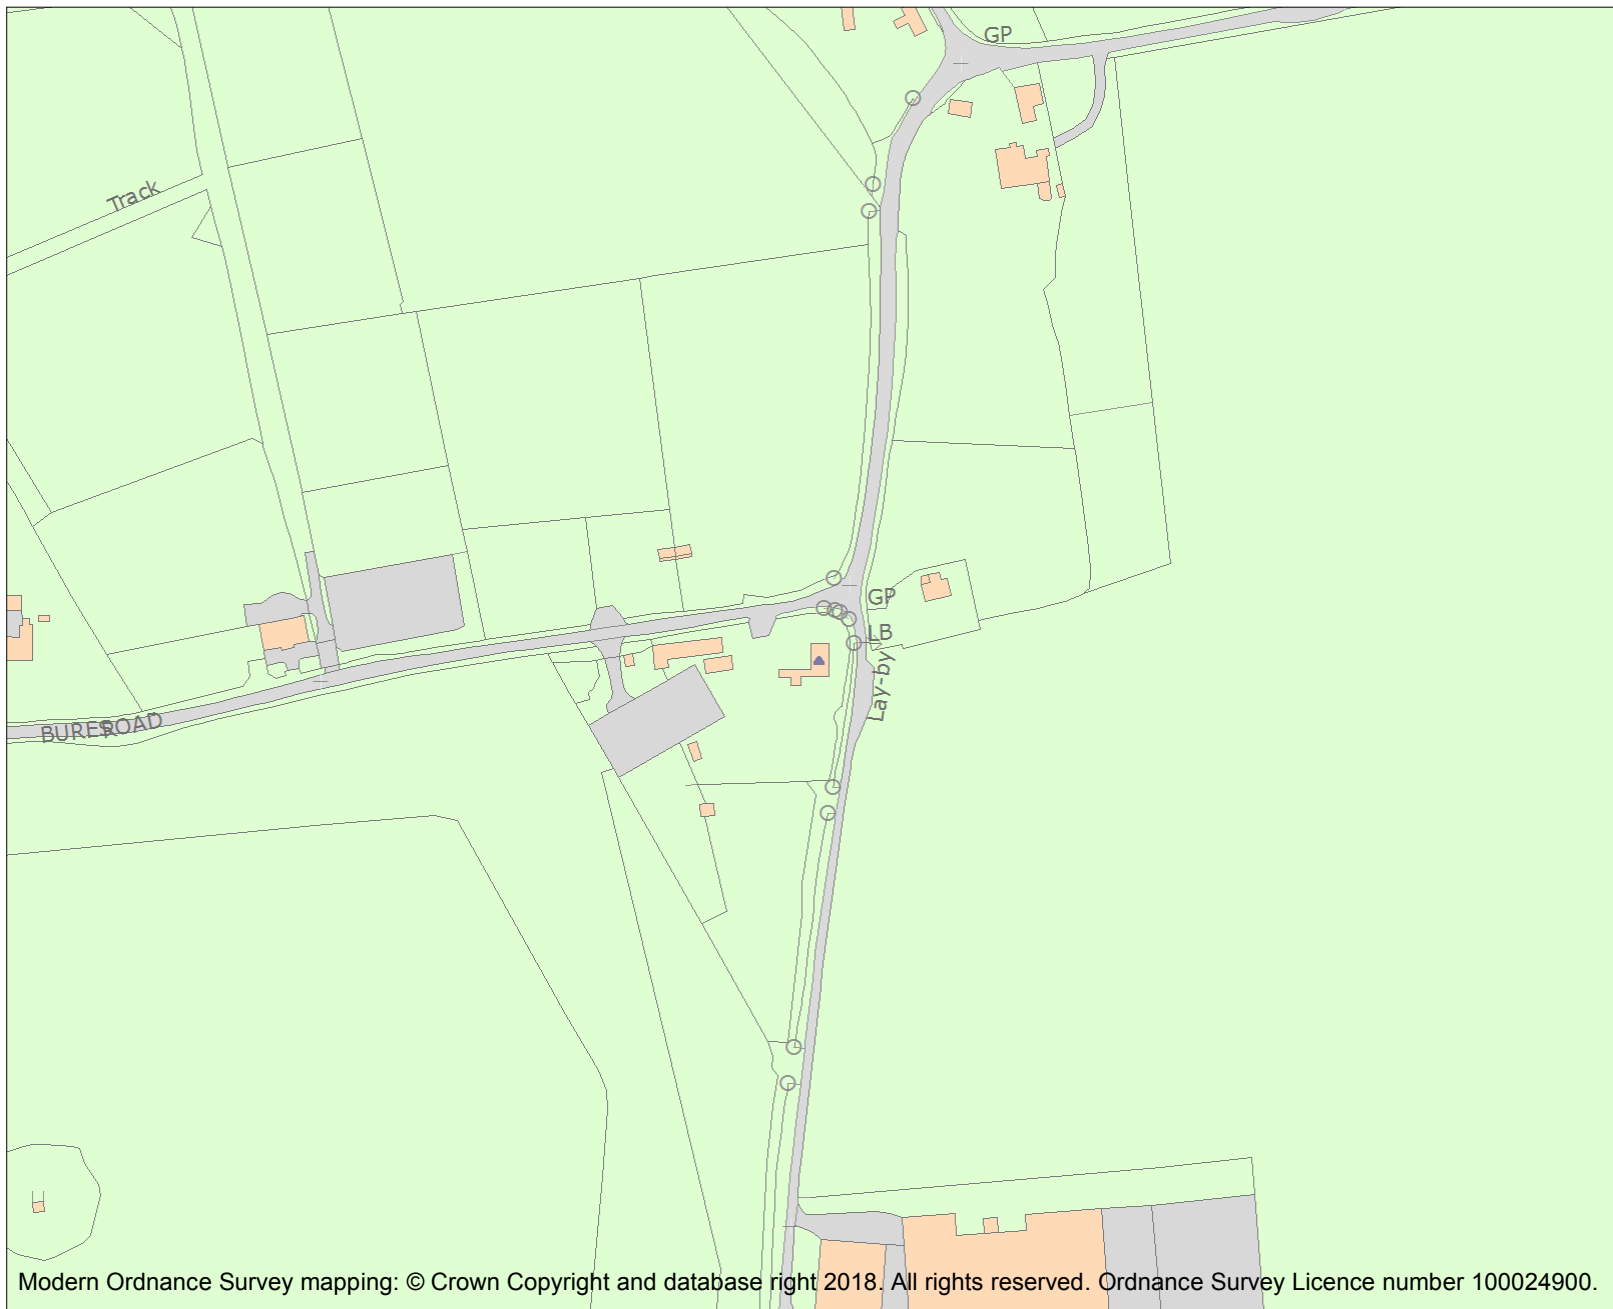 GP
Track
GP
LB
Lay-by
BURES ROAD
Modern Ordnance Survey mapping: © Crown Copyright and database right 2018. All rights reserved. Ordnance Survey Licence number 100024900.